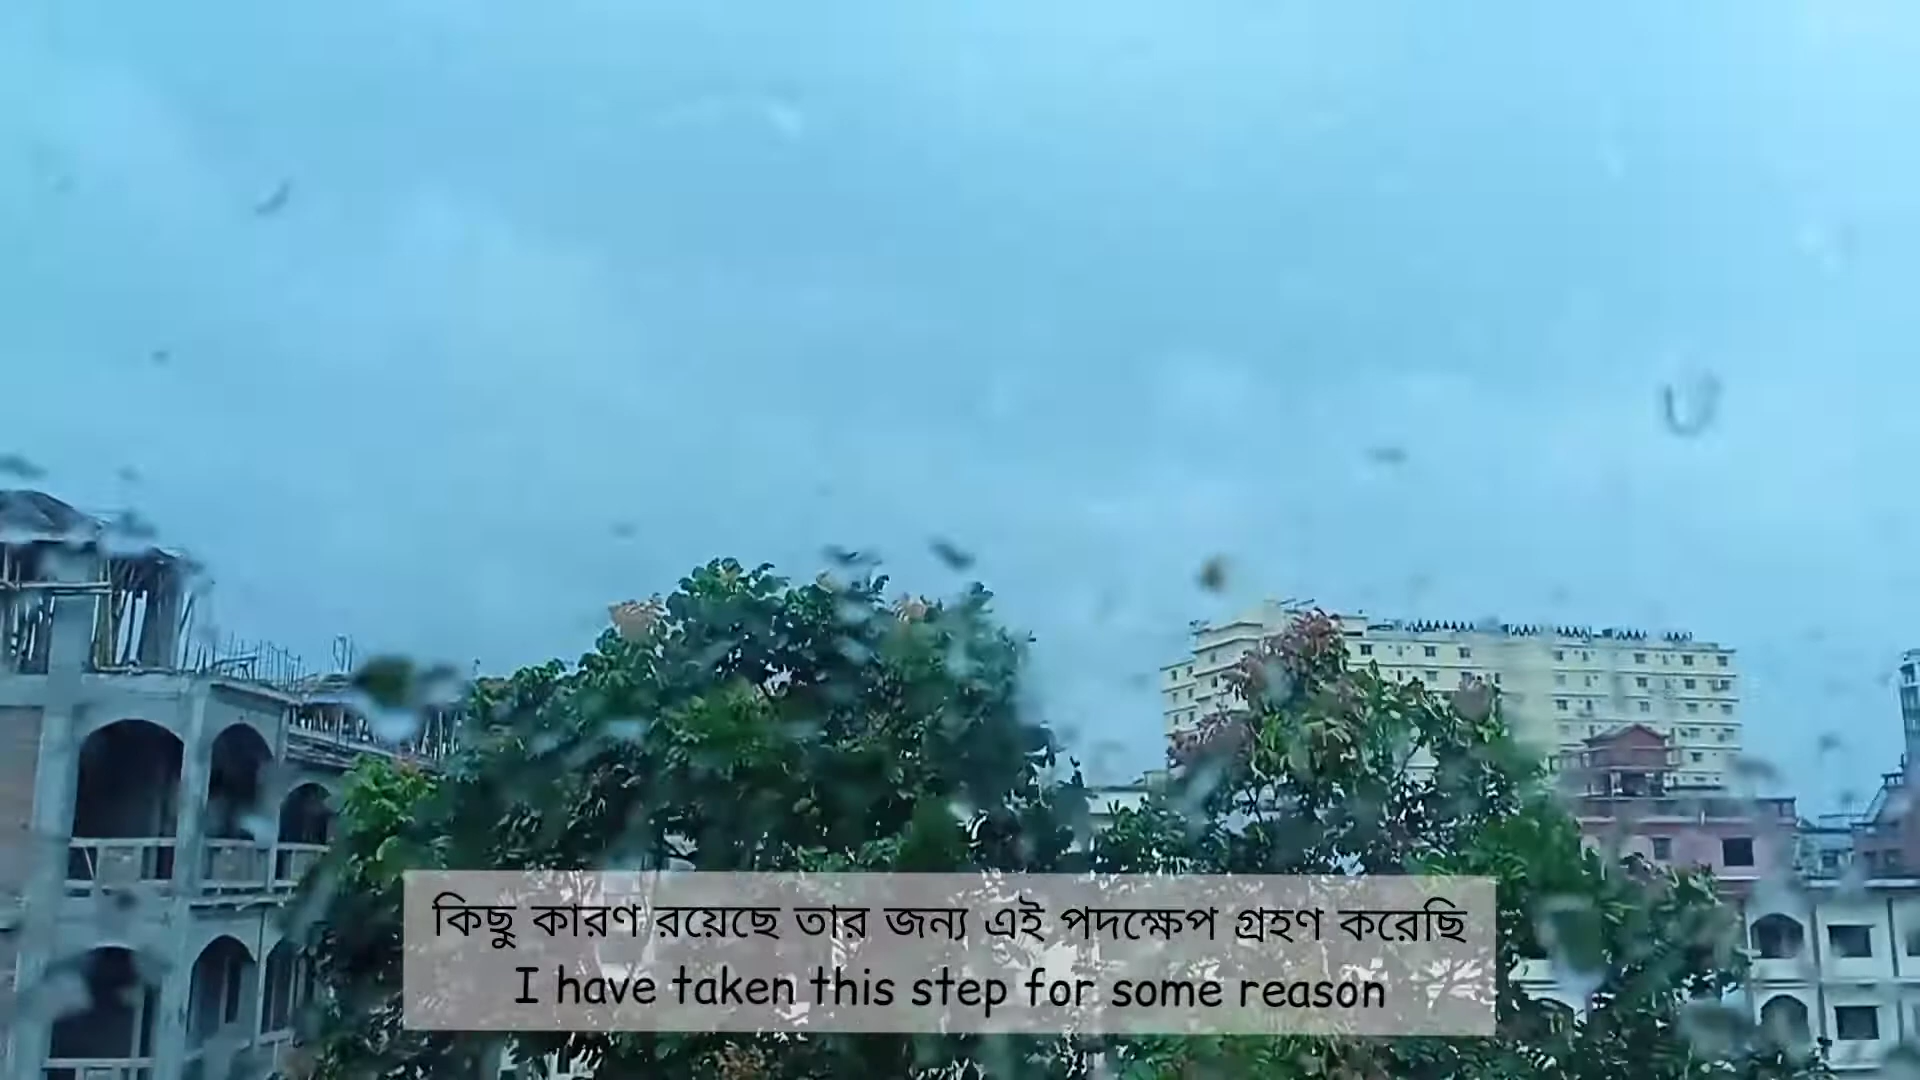 কিছু কারণ রয়েছে তার জন্য এই পদক্ষেপ গ্রহণ করেছি
I have taken this step for some reason